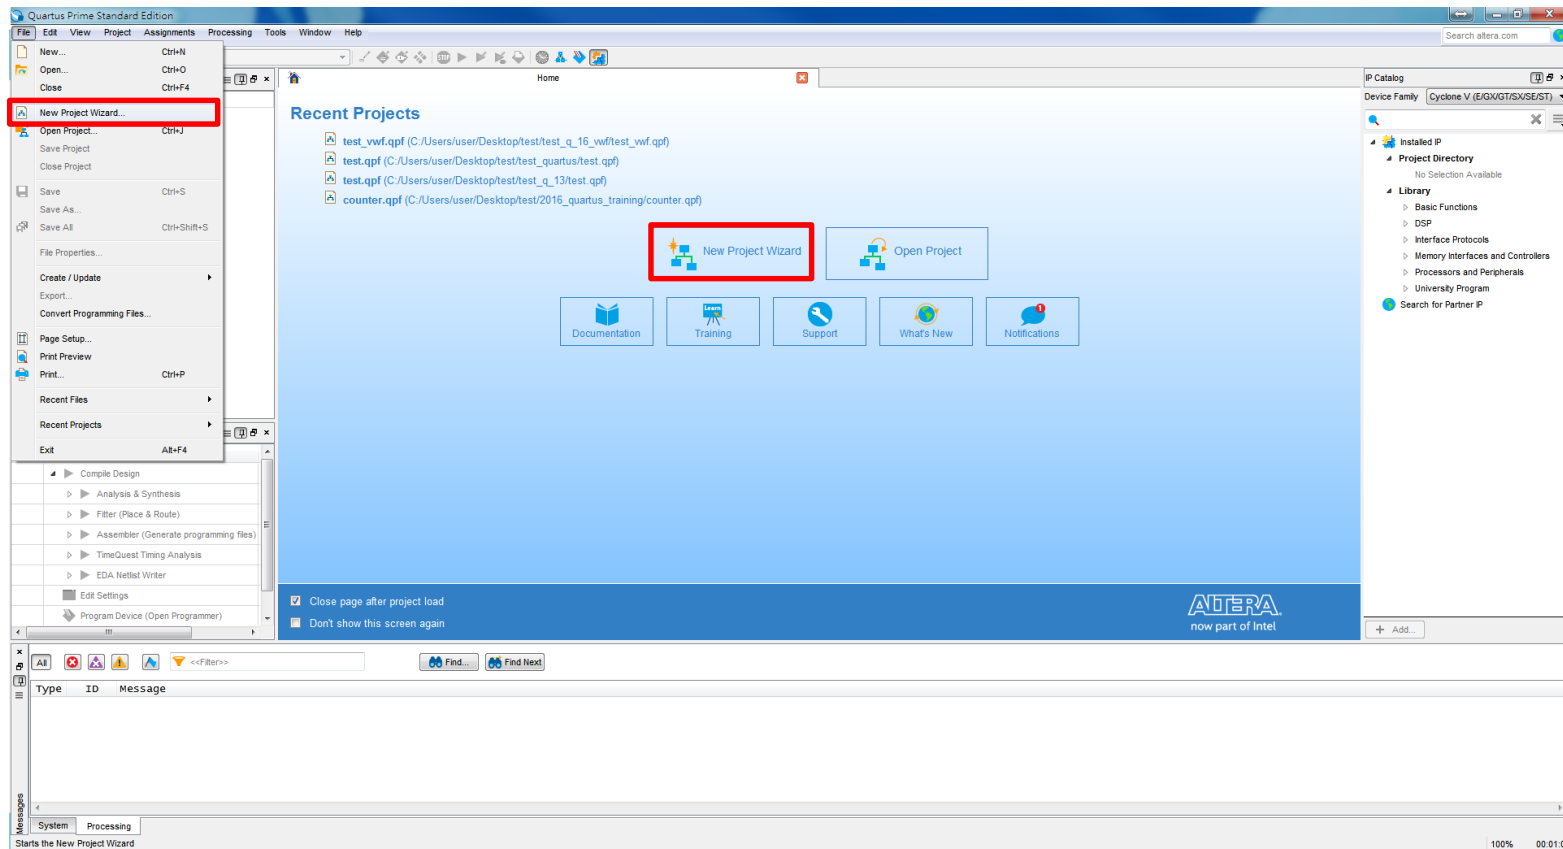 Quartus Prime Standard Edition
File Edit View Project Assignments Processing Tools Window Help
Search altera.com
New... Ctrl+N
Open... Ctrl+O
Close Ctrl+F4
New Project Wizard...
Open Project... Ctrl+J
Save Project
Close Project
Save Ctrl+S
Save As...
Save All Ctrl+Shift+S
File Properties...
Create / Update
Export...
Convert Programming Files...
Page Setup...
Print Preview
Print... Ctrl+P
Recent Files
Recent Projects
Exit Alt+F4
Compile Design
Analysis & Synthesis
Fitter (Place & Route)
Assembler (Generate programming files)
TimeQuest Timing Analysis
EDA Netlist Writer
Edit Settings
Program Device (Open Programmer)
Home
Recent Projects
test_vwf.qpf (C:/Users/user/Desktop/test/test_q_16_vwf/test_vwf.qpf)
test.qpf (C:/Users/user/Desktop/test/test_quartus/test.qpf)
test.qpf (C:/Users/user/Desktop/test/test_q_13/test.qpf)
counter.qpf (C:/Users/user/Desktop/test/2016_quartus_training/counter.qpf)
New Project Wizard
Open Project
Documentation
Learn
Training
Support
What's New
1
Notifications
Close page after project load
Don't show this screen again
ALTERA
now part of Intel
IP Catalog
Device Family Cyclone V (E/GX/GT/SX/SE/ST)
Installed IP
Project Directory
No Selection Available
Library
Basic Functions
DSP
Interface Protocols
Memory Interfaces and Controllers
Processors and Peripherals
University Program
Search for Partner IP
+ Add...
All <<Filter>> Find... Find Next
Type ID Message
Messages
System Processing
Starts the New Project Wizard
100%